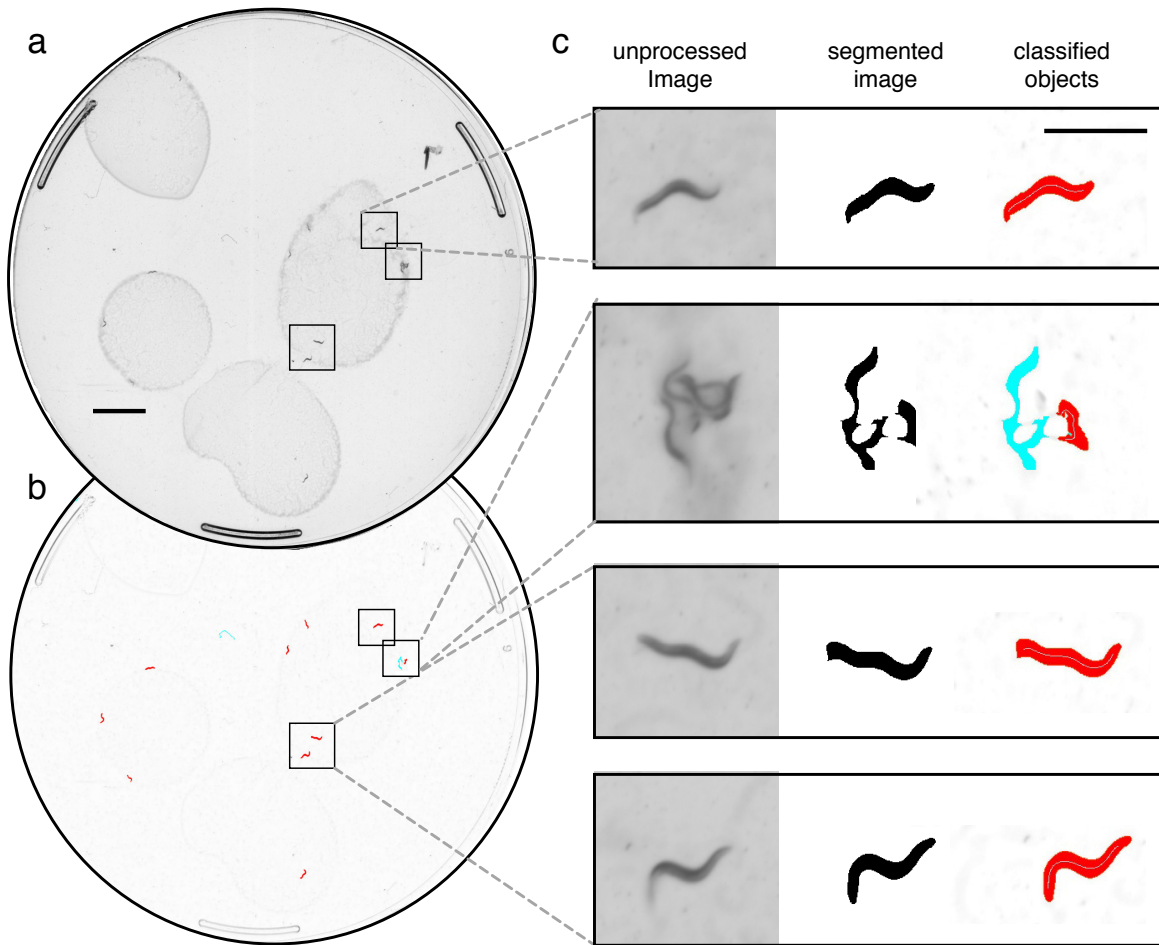 a
c
unprocessed
Image
segmented
image
classified
objects
b